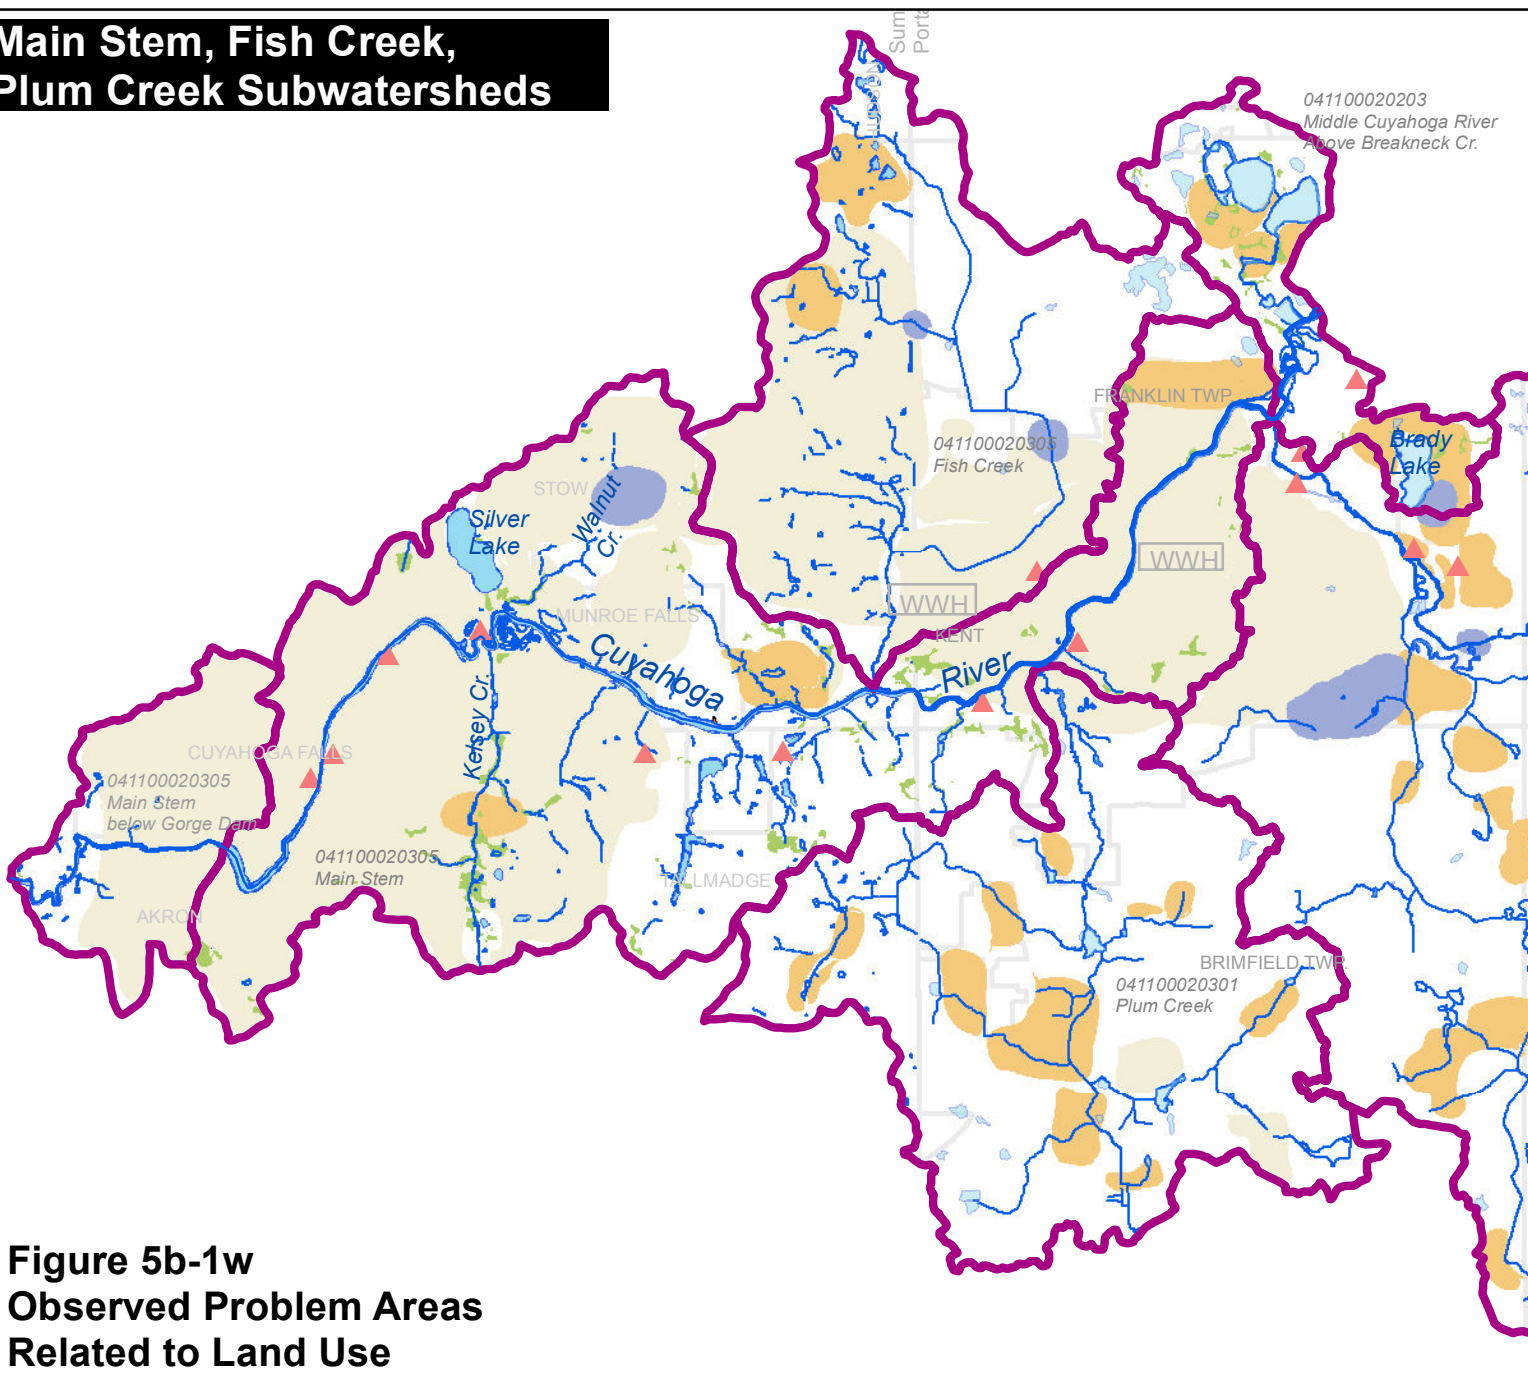 Main Stem, Fish Creek,
Plum Creek Subwatersheds
Sum
Port
041100020203
Middle Cuyahoga River
Above Breakneck Cr.
FRANKLIN TWP.
Brady
Lake
041100020305
Fish Creek
STOW
Walnut
Cr.
Silver
Lake
WWH
WWH
MUNROE FALLS
KENT
Cuyahoga
River
Kelsey Cr.
CUYAHOGA FALLS
041100020305
Main Stem
below Gorge Dam
041100020305
Main Stem
TALLMADGE
AKRON
BRIMFIELD TWP.
041100020301
Plum Creek
Figure 5b-1w
Observed Problem Areas
Related to Land Use